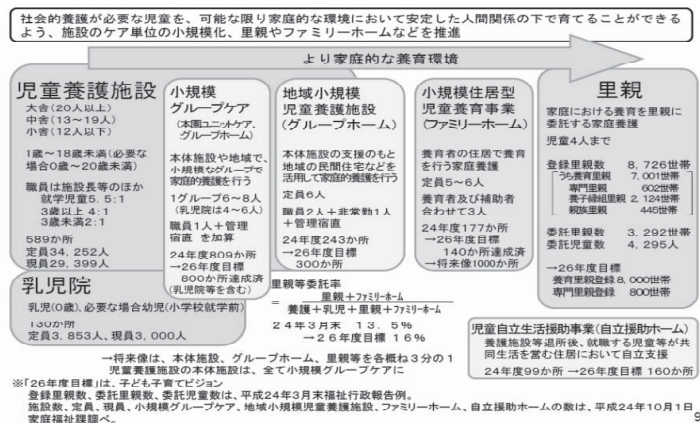 社会的養護が必要な児童を、可能な限り家庭的な環境において安定した人間関係の下で育てることができる
よう、施設のケア単位の小規模化、里親やファミリーホームなどを推進
より家庭的な養育環境
児童養護施設
大舎(20人以上)
中舎(13～19人)
小舎(12人以下)
1歳～18歳未満(必要な
場合0歳～20歳未満)
職員は施設長等のほか
就学児童5.5:1
3歳以上 4:1
3歳未満2:1
589か所
定員34,252人
現員29,399人
乳児院
乳児(0歳)、必要な場合幼児(小学校就学前)
130か所
定員3,853人、現員3,000人
小規模
グループケア
(本園ユニットケア、
グループホーム)
本体施設や地域で、
小規模なグループで
家庭的養護を行う
1グループ6～8人
(乳児院は4～6人)
職員1人＋管理
宿直 を加算
24年度809か所
→26年度目標
800か所達成済
(乳児院等を含む)
地域小規模
児童養護施設
(グループホーム)
本体施設の支援のもと
地域の民間住宅などを
活用して家庭的養護を行う
定員6人
職員2人＋非常勤1人
＋管理宿直
24年度243か所
→26年度目標
300か所
小規模住居型
児童養育事業
(ファミリーホーム)
養育者の住居で養育
を行う家庭養護
定員5～6人
養育者及び補助者
合わせて3人
24年度177か所
→26年度目標
140か所達成済
→将来像1000か所
里親
家庭における養育を里親に
委託する家庭養護
児童4人まで
登録里親数 8,726世帯
うち養育里親 7,001世帯
専門里親 602世帯
養子縁組里親 2,124世帯
親族里親 445世帯
委託里親数 3,292世帯
委託児童数 4,295人
→26年度目標
養育里親登録 8,000世帯
専門里親登録 800世帯
里親等委託率
＝ 里親＋ファミリーホーム
養護＋乳児＋里親＋ファミリーホーム
24年3月末 13.5%
→26年度目標 16%
児童自立生活援助事業(自立援助ホーム)
養護施設等退所後、就職する児童等が共
同生活を営む住居において自立支援
24年度99か所 →26年度目標 160か所
→将来像は、本体施設、グループホーム、里親等を各概ね3分の1
児童養護施設の本体施設は、全て小規模グループケアに
※「26年度目標」は、子ども子育てビジョン
登録里親数、委託里親数、委託児童数は、平成24年3月末福祉行政報告例。
施設数、定員、現員、小規模グループケア、地域小規模児童養護施設、ファミリーホーム、自立援助ホームの数は、平成24年10月1日
家庭福祉課調べ。
9